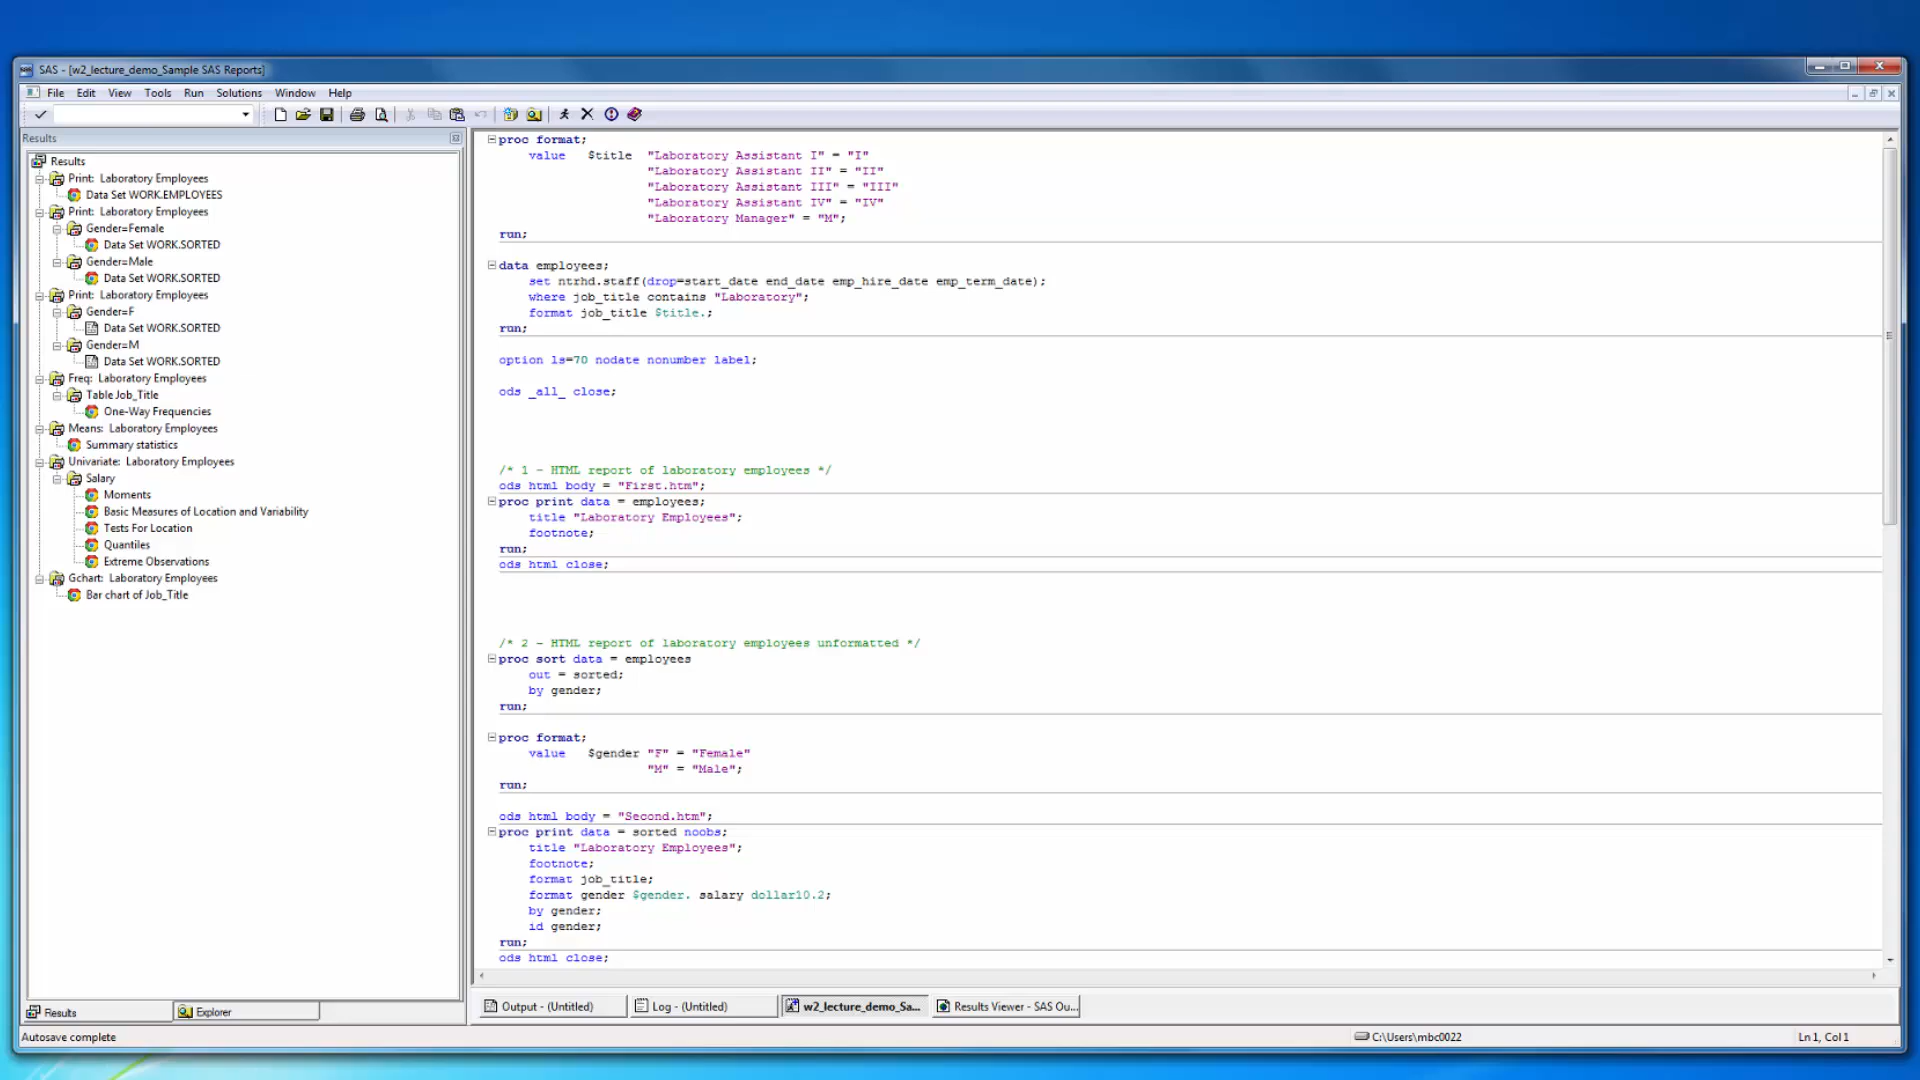 SAS - [w2_lecture_demo_Sample SAS Reports]
File Edit View Tools Run Solutions Window Help
Results
Results
Print: Laboratory Employees
Data Set WORK.EMPLOYEES
Print: Laboratory Employees
Gender=Female
Data Set WORK.SORTED
Gender=Male
Data Set WORK.SORTED
Print: Laboratory Employees
Gender=F
Data Set WORK.SORTED
Gender=M
Data Set WORK.SORTED
Freq: Laboratory Employees
Table Job_Title
One-Way Frequencies
Means: Laboratory Employees
Summary statistics
Univariate: Laboratory Employees
Salary
Moments
Basic Measures of Location and Variability
Tests For Location
Quantiles
Extreme Observations
Gchart: Laboratory Employees
Bar chart of Job_Title
Results Explorer
proc format;
value $title "Laboratory Assistant I" = "I"
"Laboratory Assistant II" = "II"
"Laboratory Assistant III" = "III"
"Laboratory Assistant IV" = "IV"
"Laboratory Manager" = "M";
run;
data employees;
set ntrhd.staff(drop=start_date end_date emp_hire_date emp_term_date);
where job_title contains "Laboratory";
format job_title $title.;
run;
option ls=70 nodate nonumber label;
ods _all_ close;
/* 1 - HTML report of laboratory employees */
ods html body = "First.htm";
proc print data = employees;
title "Laboratory Employees";
footnote;
run;
ods html close;
/* 2 - HTML report of laboratory employees unformatted */
proc sort data = employees
out = sorted;
by gender;
run;
proc format;
value $gender "F" = "Female"
"M" = "Male";
run;
ods html body = "Second.htm";
proc print data = sorted noobs;
title "Laboratory Employees";
footnote;
format job_title;
format gender $gender. salary dollar10.2;
by gender;
id gender;
run;
ods html close;
Output - (Untitled) Log - (Untitled) w2_lecture_demo_Sa... Results Viewer - SAS Ou...
Autosave complete C:\Users\mbc0022 Ln 1, Col 1